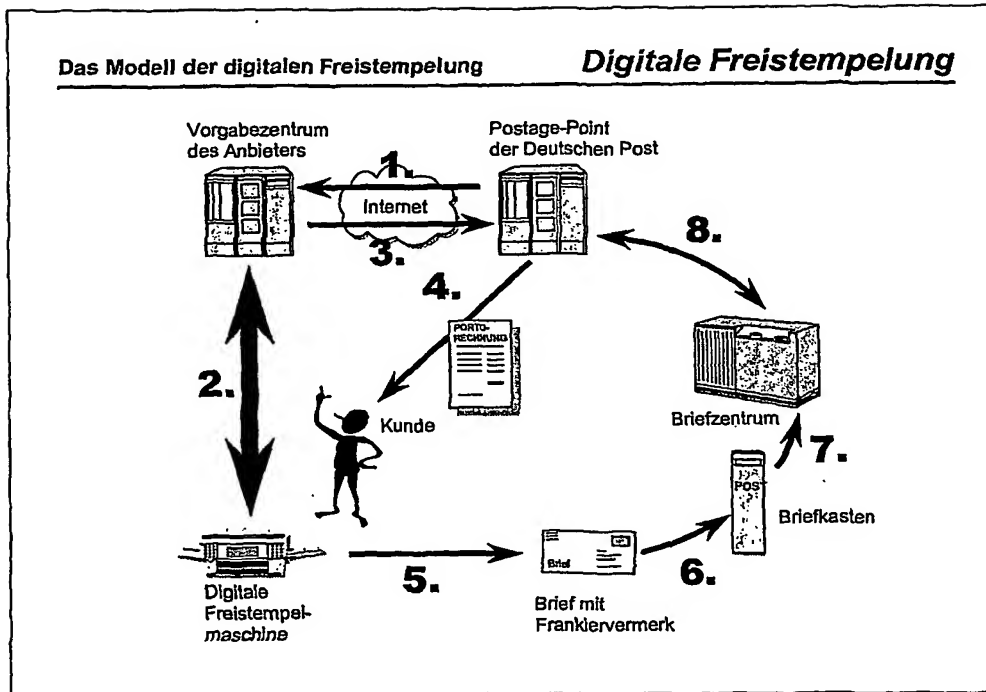 Das Modell der digitalen Freistempelung
Digitale Freistempelung
Vorgabezentrum
des Anbieters
Postage-Point
der Deutschen Post
1.
Internet
3.
8.
4.
PORTO-
RECHNUNG
2.
Kunde
Briefzentrum
7.
POST
Briefkasten
5.
Brief
6.
Digitale
Freistempel-
maschine
Brief mit
Frankiervermerk